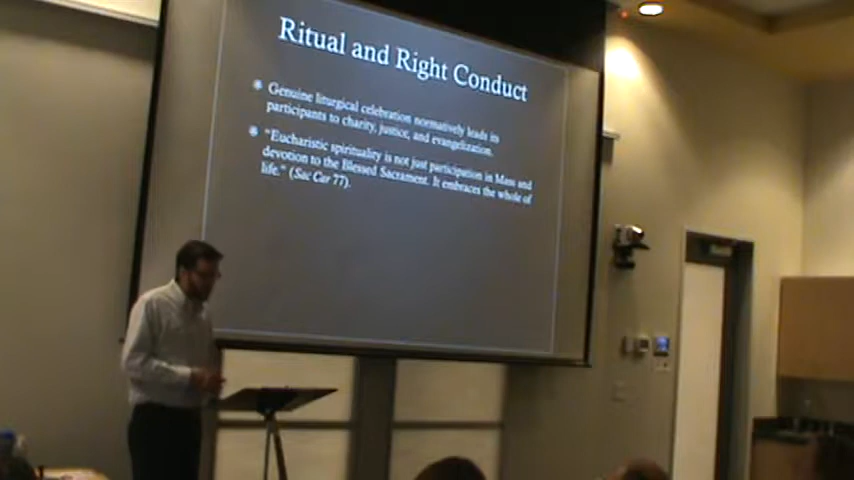 Ritual and Right Conduct
Genuine liturgical celebration normatively leads its
participants to charity, justice, and evangelization.
"Eucharistic spirituality is not just participation in Mass and
devotion to the Blessed Sacrament. It embraces the whole of
life." (Sac Car 77).